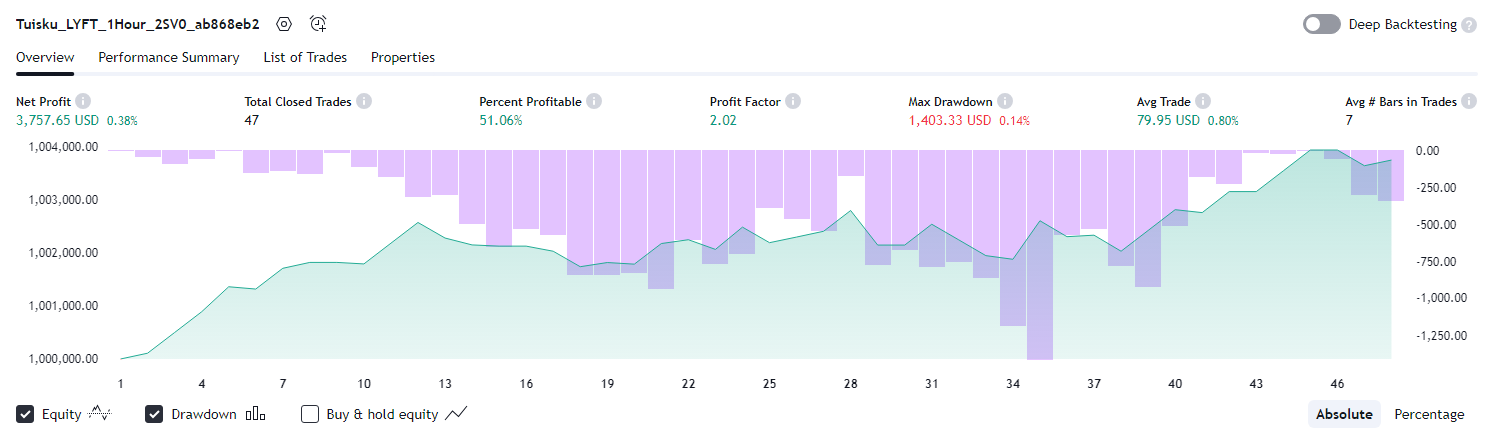 Tuisku_LYFT_1Hour_2SV0_ab868eb2 Deep Backtesting
Overview Performance Summary List of Trades Properties
Net Profit Total Closed Trades Percent Profitable Profit Factor Max Drawdown Avg Trade Avg # Bars in Trades
3,757.65 USD 0.38% 47 51.06% 2.02 1,403.33 USD 0.14% 79.95 USD 0.80% 7
1,004,000.00 0.00
-250.00
1,003,000.00
-500.00
1,002,000.00
-750.00
1,001,000.00 -1,000.00
-1,250.00
1,000,000.00
1 4 7 10 13 16 19 22 25 28 31 34 37 40 43 46
Equity Drawdown Buy & hold equity Absolute Percentage